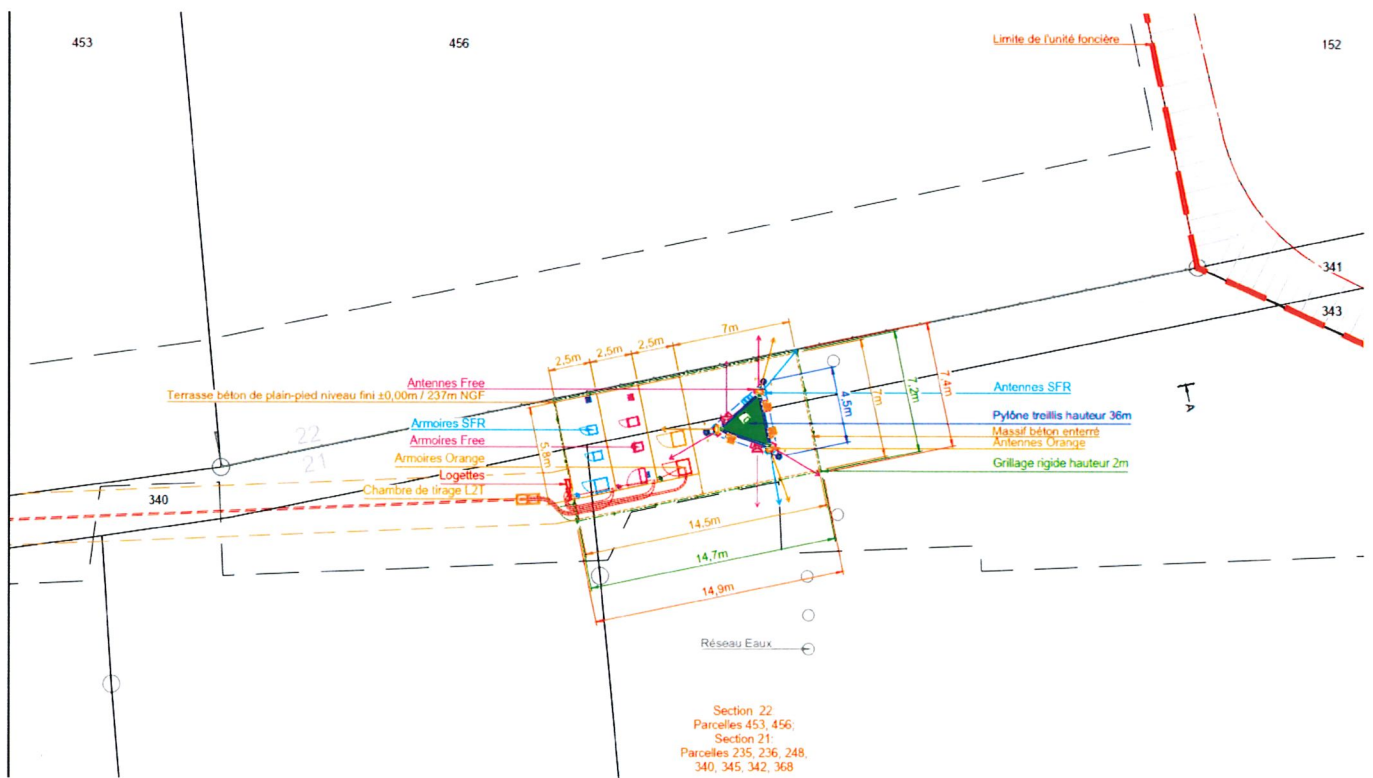 453
456
Limite de l'unité foncière
152
341
343
7m
2,5m
2,5m
2,5m
Antennes Free
Terrasse béton de plain-pied niveau fini ±0,00m / 237m NGF
Antennes SFR
A
Armoires SFR
Pylône treillis hauteur 36m
Armoires Free
Massif béton enterré
Antennes Orange
Armoires Orange
Grillage rigide hauteur 2m
Logettes
Chambre de tirage L2T
5,8m
4,5m
7m
7,2m
7,4m
22
21
340
14,5m
14,7m
14,9m
Réseau Eaux
Section 22
Parcelles 453, 456;
Section 21:
Parcelles 235, 236, 248,
340, 345, 342, 368